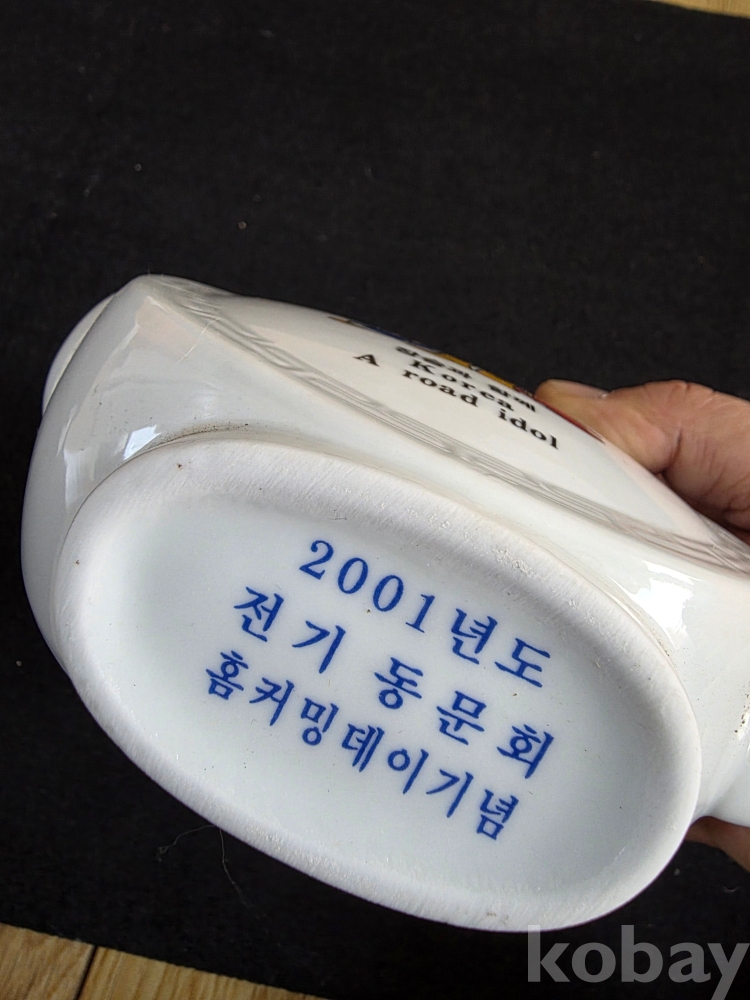 A Korea
road idol
2001년도
전기 동문회
홈커밍데이기념
kobay